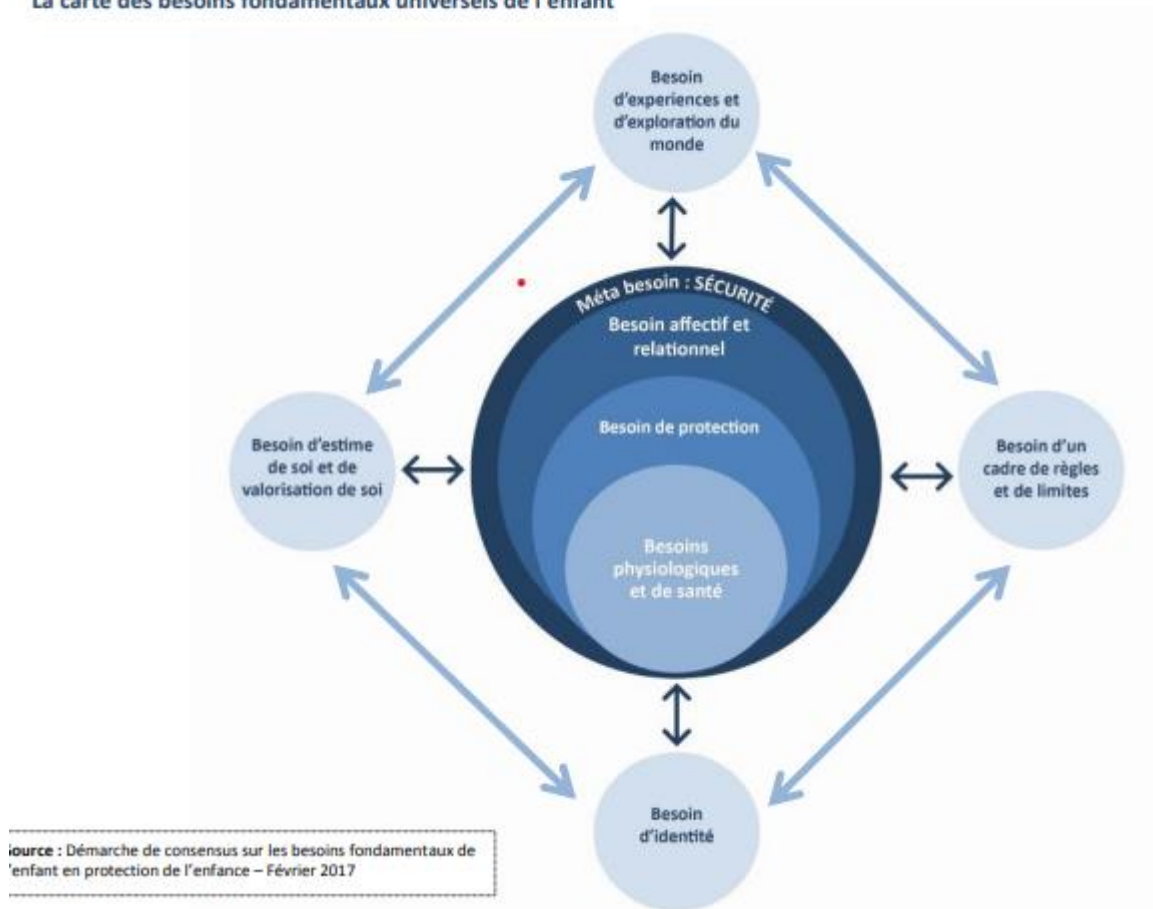 La carte des besoins fondamentaux universels de l'enfant
Besoin
d'experiences et
d'exploration du
monde
Méta besoin : SÉCURITÉ
Besoin affectif et
relationnel
Besoin de protection
Besoins
physiologiques
et de santé
Besoin d'estime
de soi et de
valorisation de soi
Besoin d'un
cadre de règles
et de limites
Besoin
d'identité
Source : Démarche de consensus sur les besoins fondamentaux de
l'enfant en protection de l'enfance – Février 2017